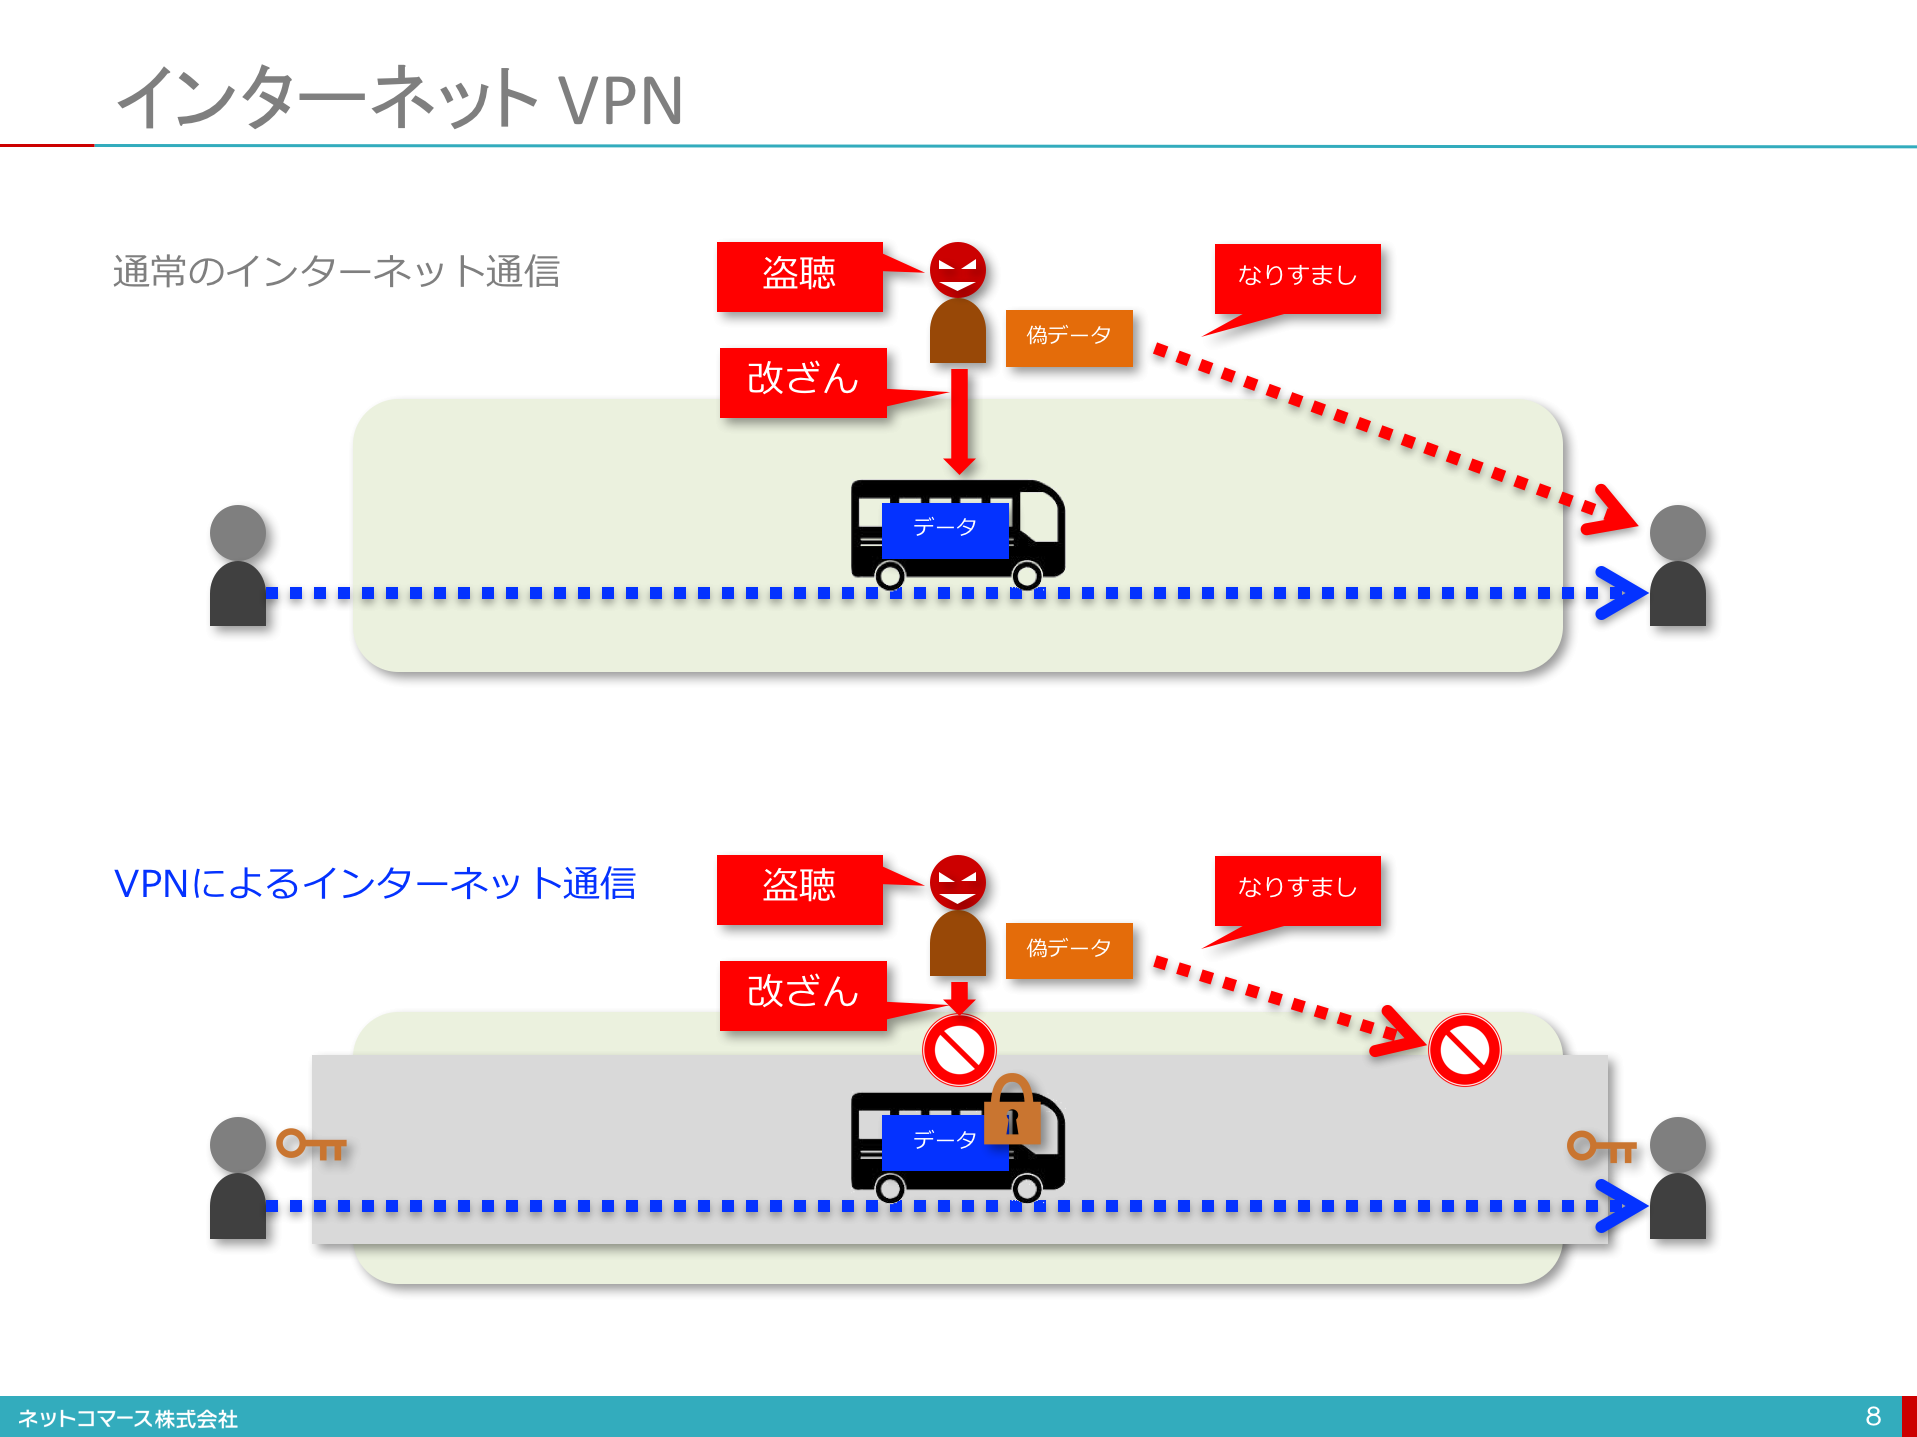 インターネット VPN
通常のインターネット通信
盗聴
なりすまし
偽データ
改ざん
データ
VPNによるインターネット通信
盗聴
なりすまし
偽データ
改ざん
データ
ネットコマース株式会社
8